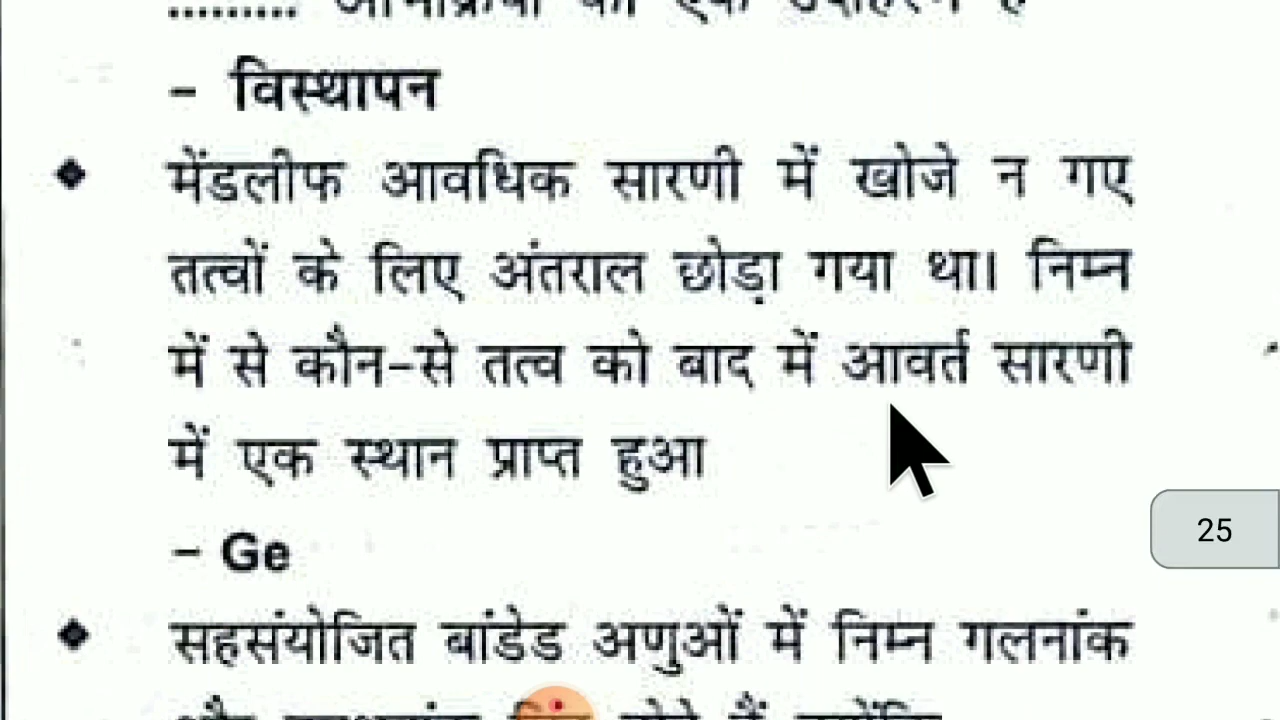 – विस्थापन
❖ मेंडलीफ आवधिक सारणी में खोजे न गए
तत्वों के लिए अंतराल छोड़ा गया था। निम्न
में से कौन-से तत्व को बाद में आवर्त सारणी
में एक स्थान प्राप्त हुआ
– Ge
25
❖ सहसंयोजित बांडेड अणुओं में निम्न गलनांक